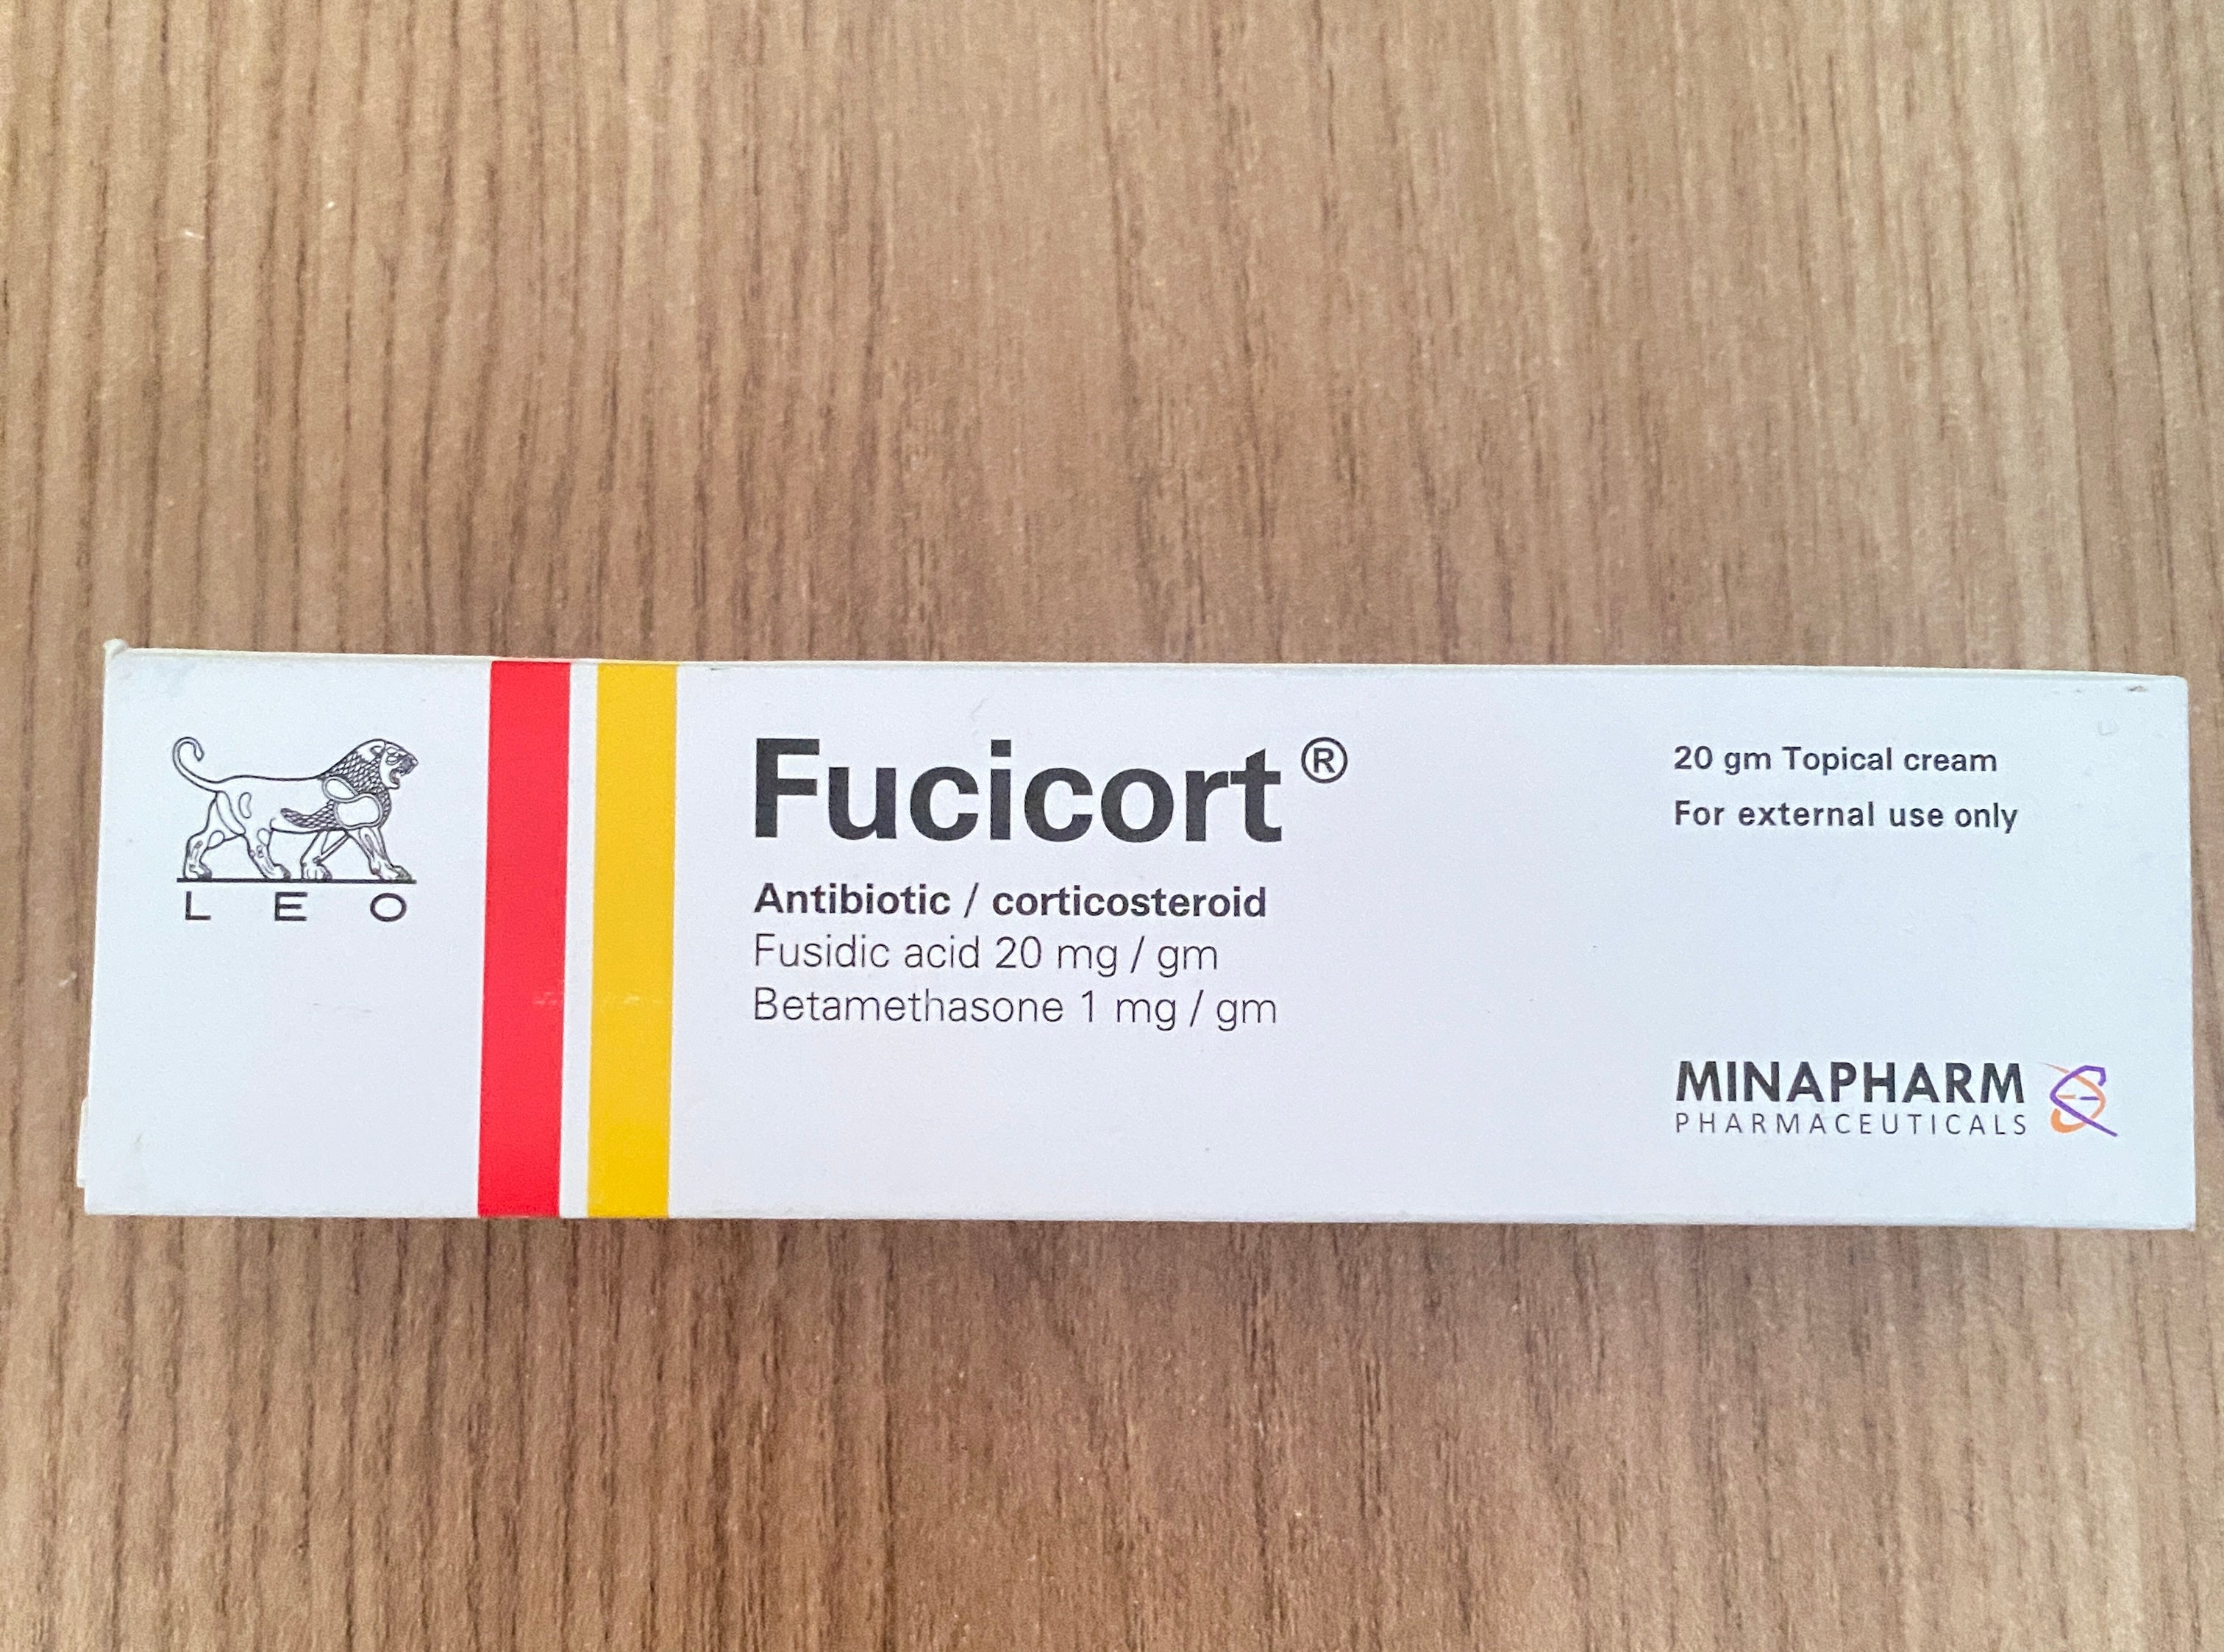 LEO
Fucicort®
Antibiotic / corticosteroid
Fusidic acid 20 mg / gm
Betamethasone 1 mg / gm
20 gm Topical cream
For external use only
MINAPHARM
PHARMACEUTICALS